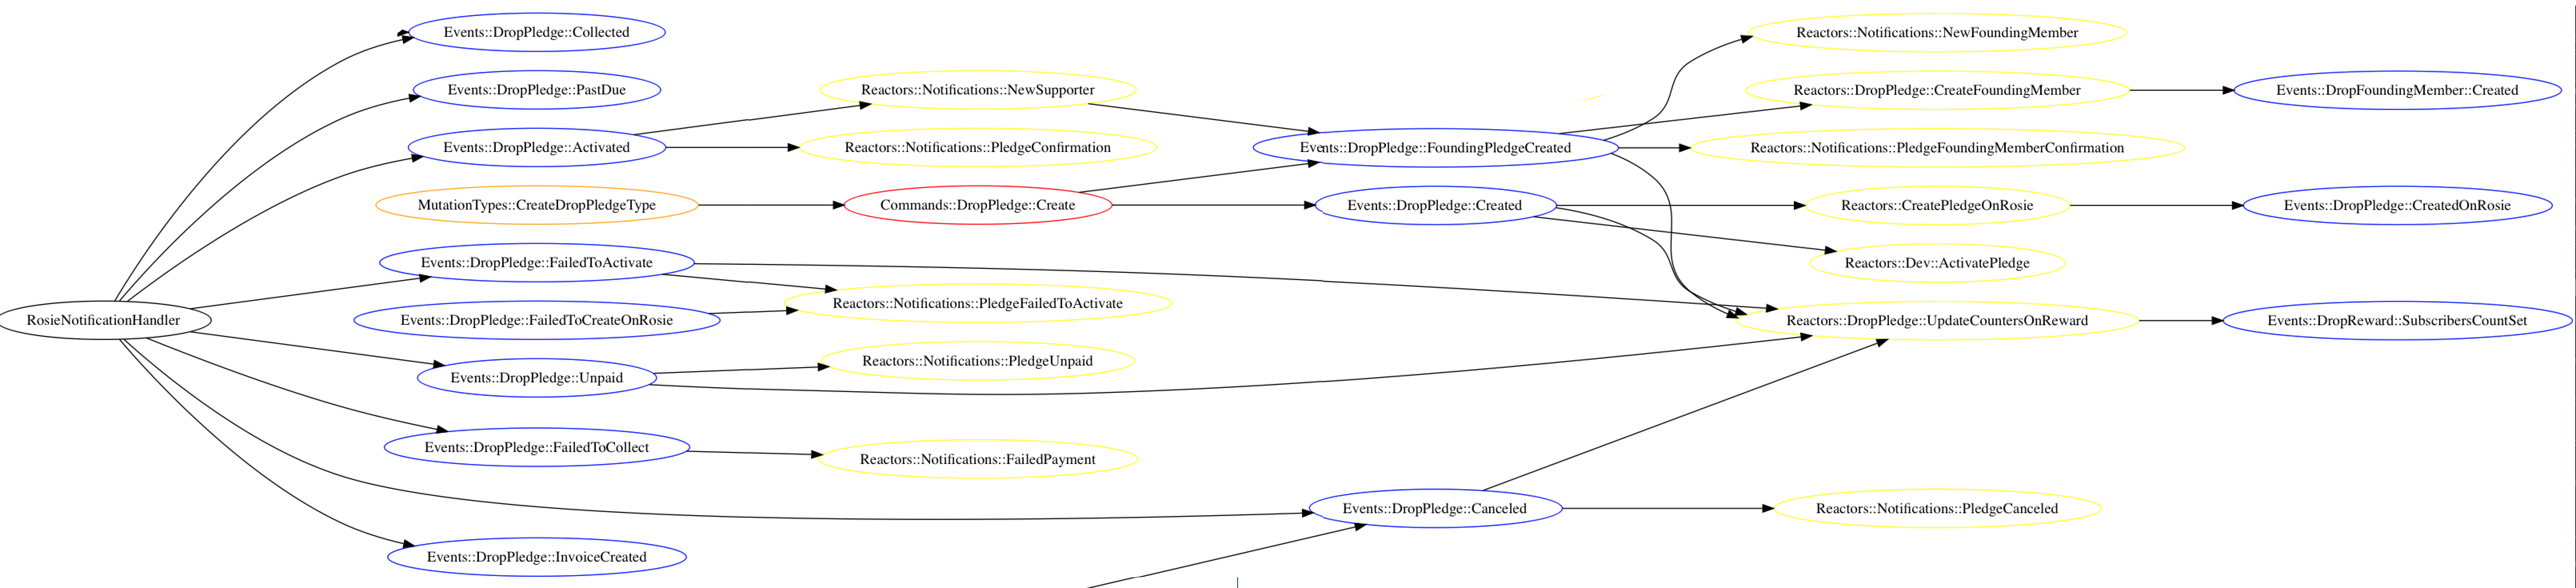 Events::DropPledge::Collected
Reactors::Notifications::NewFoundingMember
Events::DropPledge::PastDue
Reactors::Notifications::NewSupporter
Reactors::DropPledge::CreateFoundingMember
Events::DropFoundingMember::Created
Events::DropPledge::Activated
Reactors::Notifications::PledgeConfirmation
Events::DropPledge::FoundingPledgeCreated
Reactors::Notifications::PledgeFoundingMemberConfirmation
MutationTypes::CreateDropPledgeType
Commands::DropPledge::Create
Events::DropPledge::Created
Reactors::CreatePledgeOnRosie
Events::DropPledge::CreatedOnRosie
Events::DropPledge::FailedToActivate
Reactors::Dev::ActivatePledge
Reactors::Notifications::PledgeFailedToActivate
RosieNotificationHandler
Events::DropPledge::FailedToCreateOnRosie
Reactors::DropPledge::UpdateCountersOnReward
Events::DropReward::SubscribersCountSet
Reactors::Notifications::PledgeUnpaid
Events::DropPledge::Unpaid
Events::DropPledge::FailedToCollect
Reactors::Notifications::FailedPayment
Events::DropPledge::Canceled
Reactors::Notifications::PledgeCanceled
Events::DropPledge::InvoiceCreated